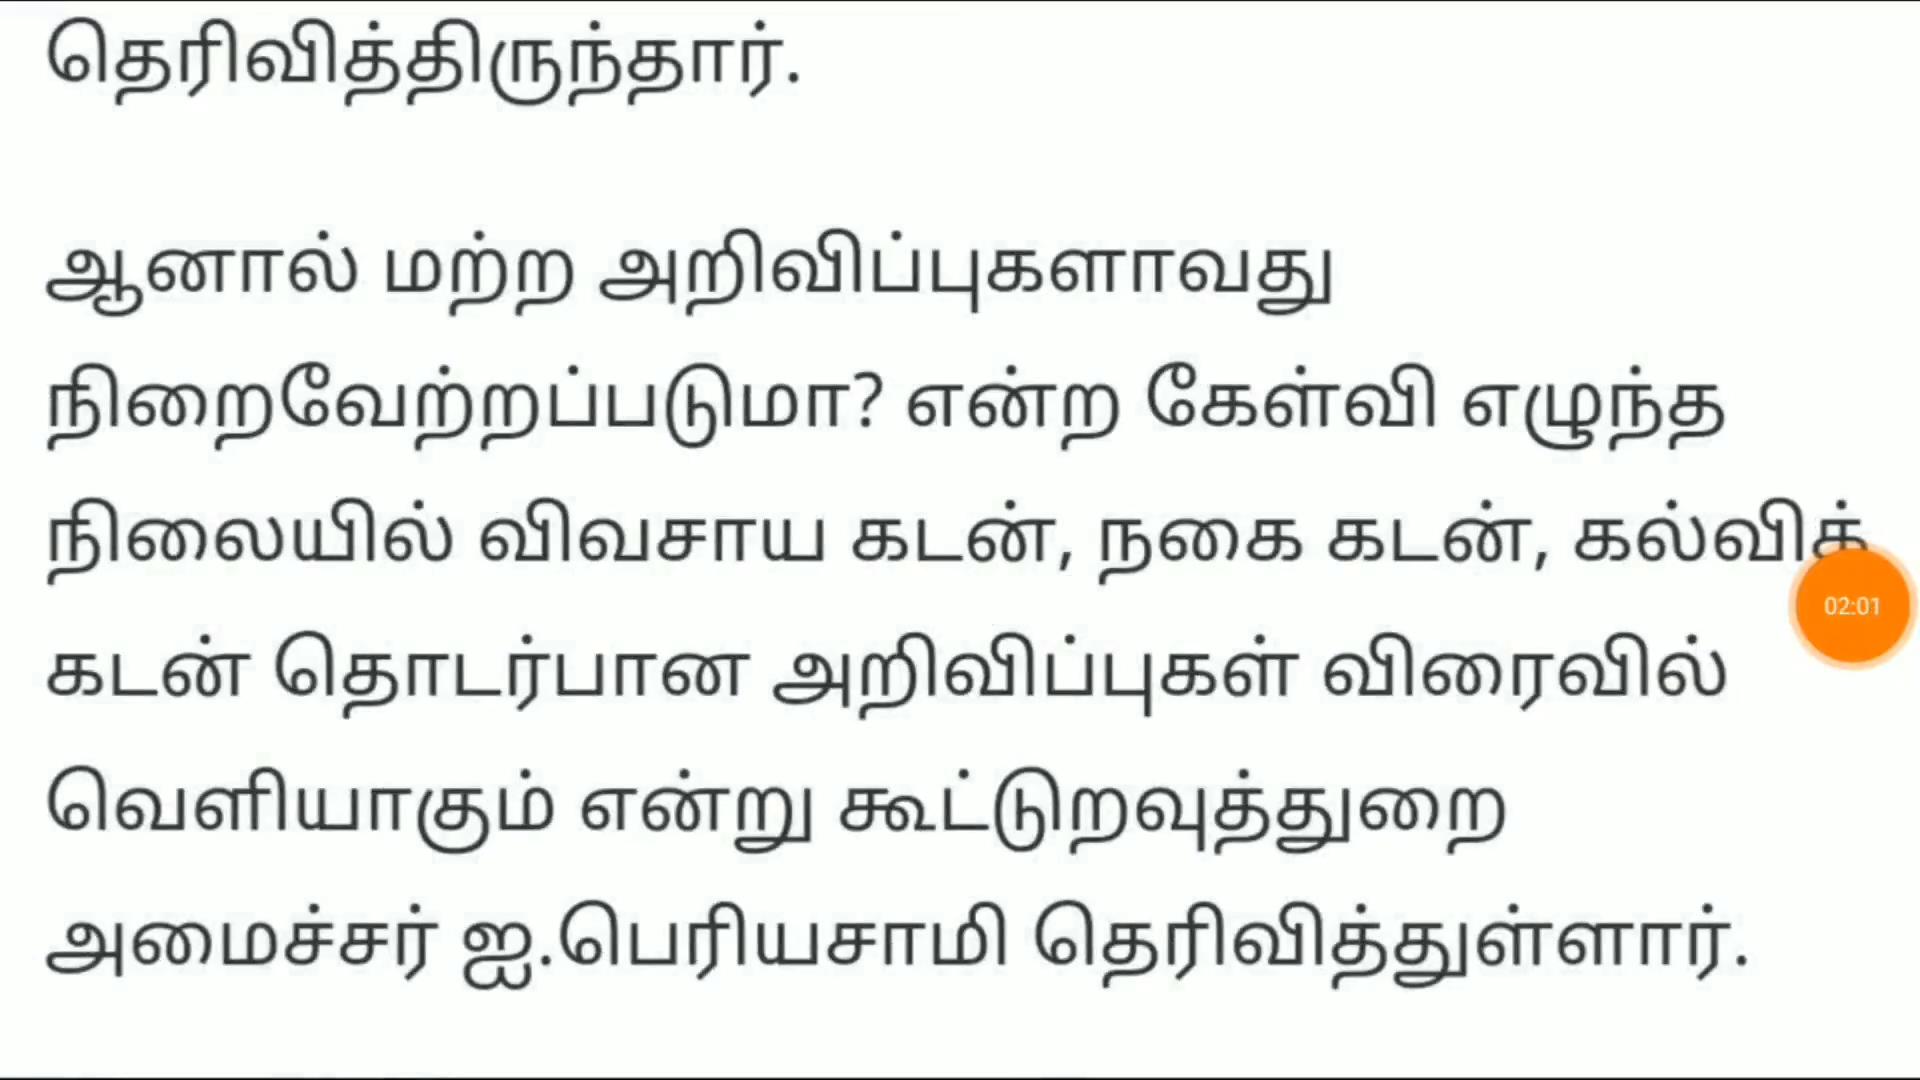 தெரிவித்திருந்தார்.
ஆனால் மற்ற அறிவிப்புகளாவது
நிறைவேற்றப்படுமா? என்ற கேள்வி எழுந்த
நிலையில் விவசாய கடன், நகை கடன், கல்விக்
02:01
கடன் தொடர்பான அறிவிப்புகள் விரைவில்
வெளியாகும் என்று கூட்டுறவுத்துறை
அமைச்சர் ஐ.பெரியசாமி தெரிவித்துள்ளார்.